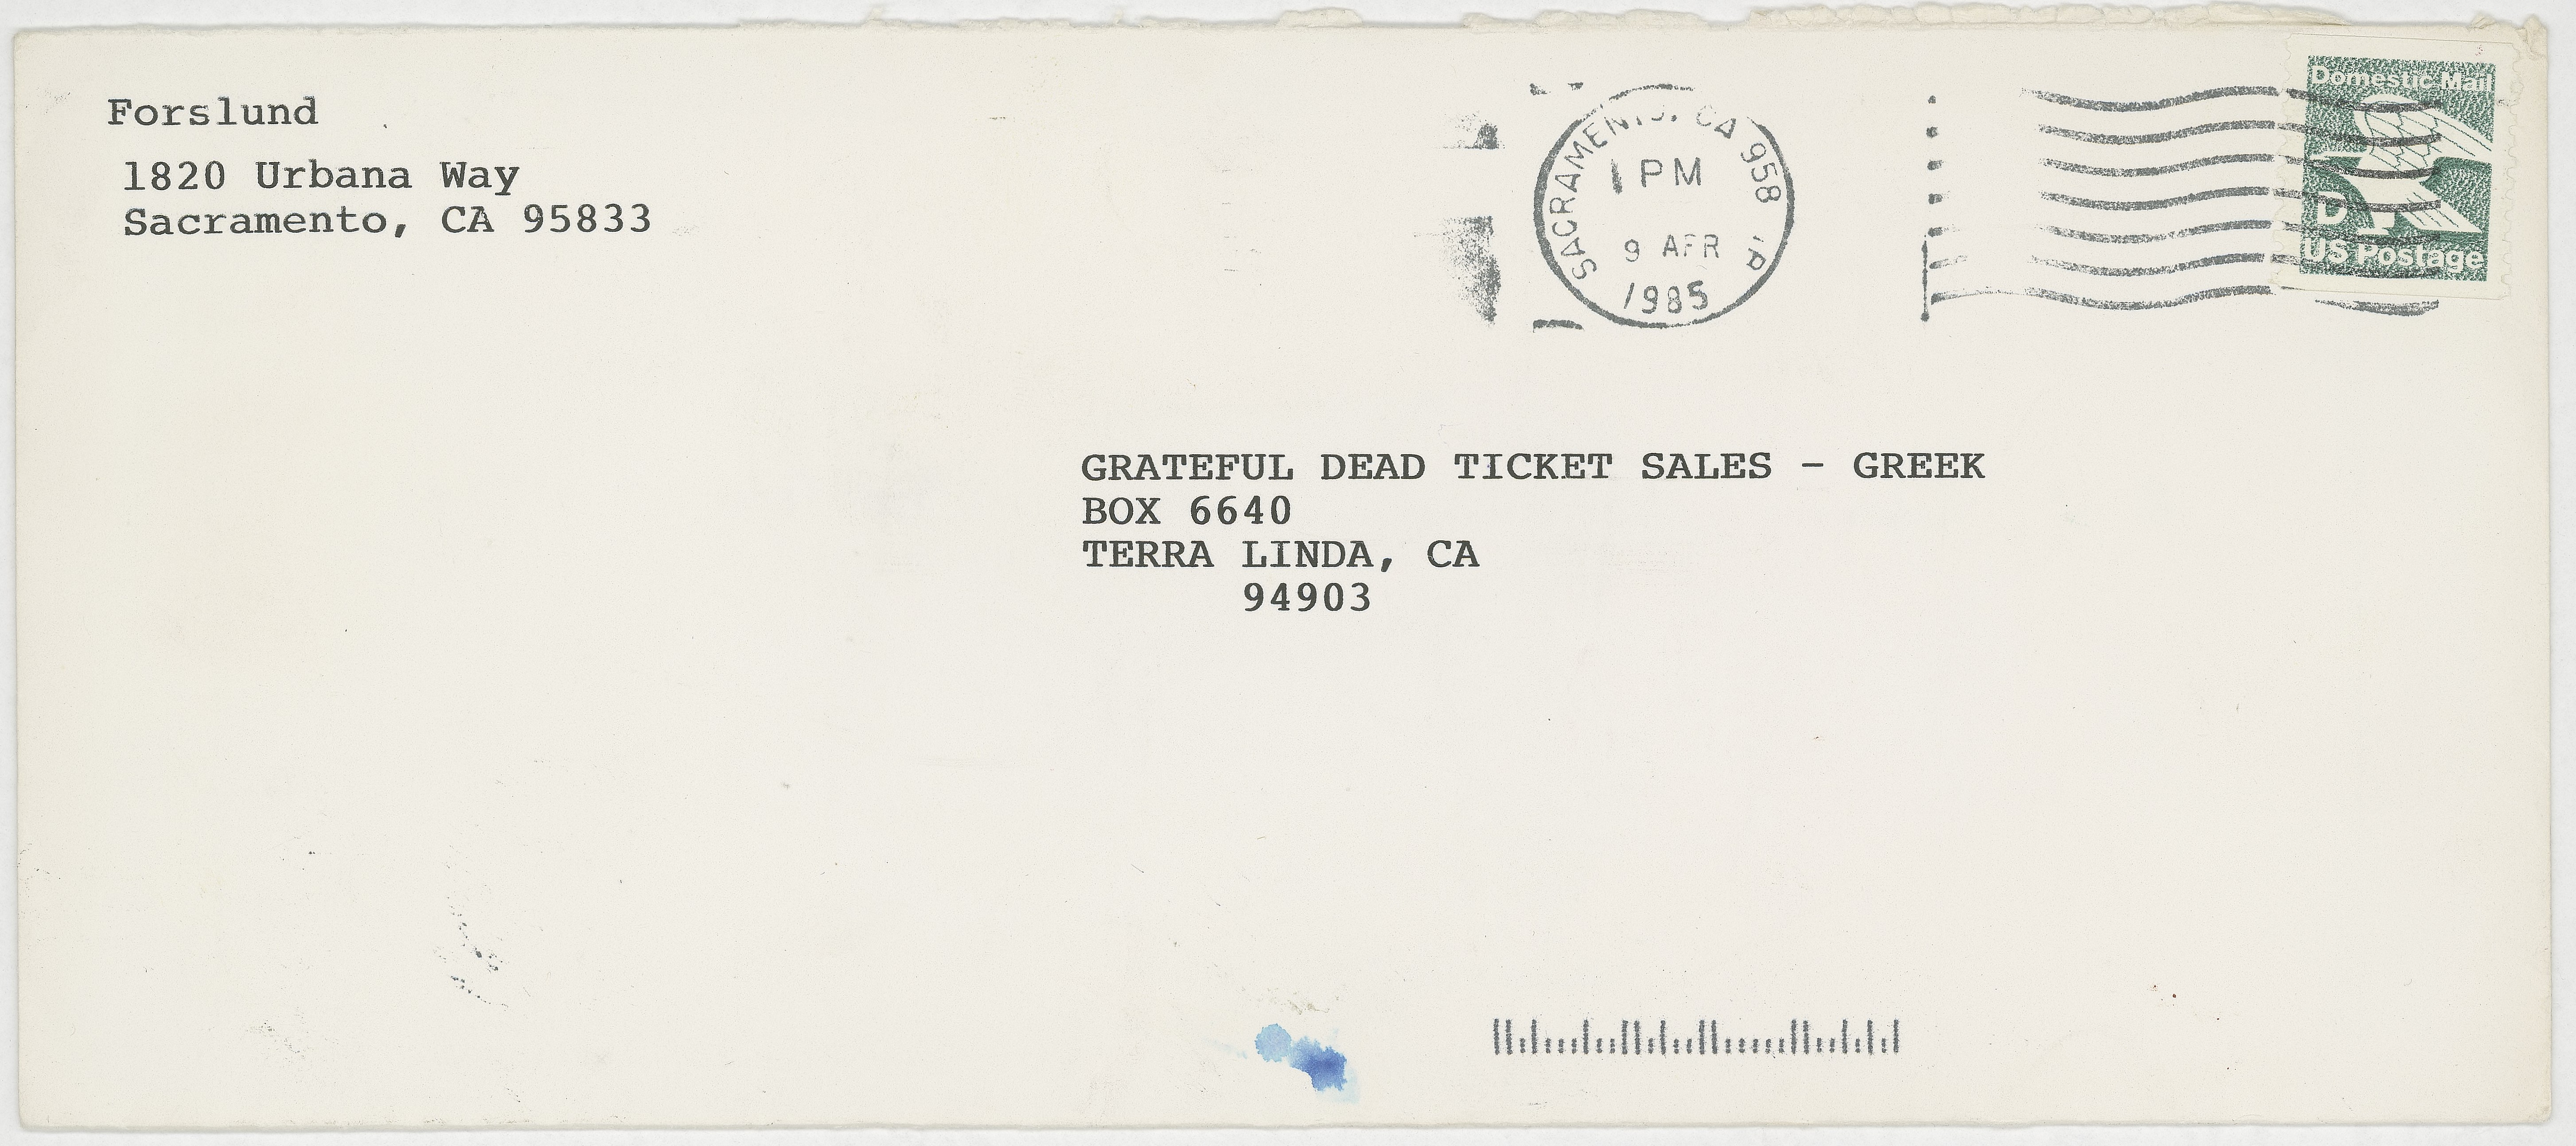 Forslund
1820 Urbana Way
Sacramento, CA 95833
SACRAMENTO, CA 958
1 PM
9 APR
1985
Domestic Mail
D
US Postage
GRATEFUL DEAD TICKET SALES - GREEK
BOX 6640
TERRA LINDA, CA
94903